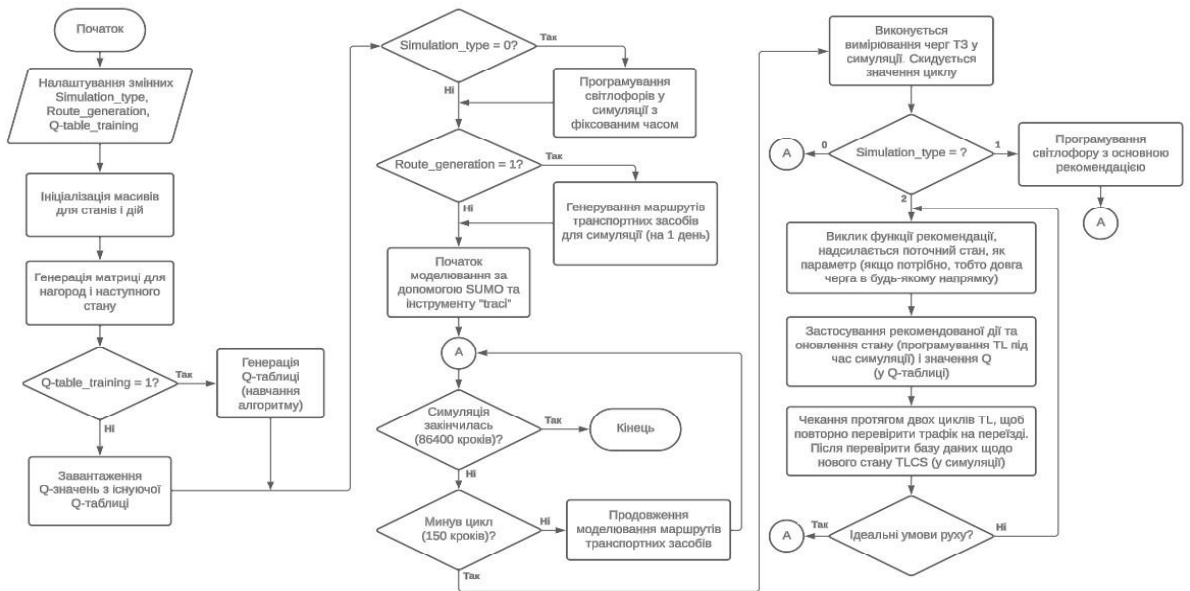 Початок
Налаштування змінних
Simulation_type,
Route_generation,
Q-table_training
Ініціалізація масивів
для станів і дій
Генерація матриці для
нагород і наступного
стану
Q-table_training = 1?
Так
Генерація
Q-таблиці
(навчання
алгоритму)
Ні
Завантаження
Q-значень з існуючої
Q-таблиці
Simulation_type = 0?
Так
Програмування
світлофорів у
симуляції з
фіксованим часом
Ні
Route_generation = 1?
Так
Генерування маршрутів
транспортних засобів
для симуляції (на 1 день)
Ні
Початок
моделювання за
допомогою SUMO та
інструменту "traci"
A
Симуляція
закінчилась
(86400 кроків)?
Так
Кінець
Ні
Минув цикл
(150 кроків)?
Ні
Продовження
моделювання маршрутів
транспортних засобів
Так
Виконується
вимірювання черг ТЗ у
симуляції. Скидується
значення циклу
A
0
Simulation_type = ?
1
Програмування
світлофору з основною
рекомендацією
A
2
Виклик функції рекомендації,
надсилається поточний стан, як
параметр (якщо потрібно, тобто довга
черга в будь-якому напрямку)
Застосування рекомендованої дії та
оновлення стану (програмування TL під
час симуляції) і значення Q
(у Q-таблиці)
Чекання протягом двох циклів TL, щоб
повторно перевірити трафік на переїзді.
Після перевірити базу даних щодо
нового стану TLCS (у симуляції)
A
Так
Ідеальні умови руху?
Ні